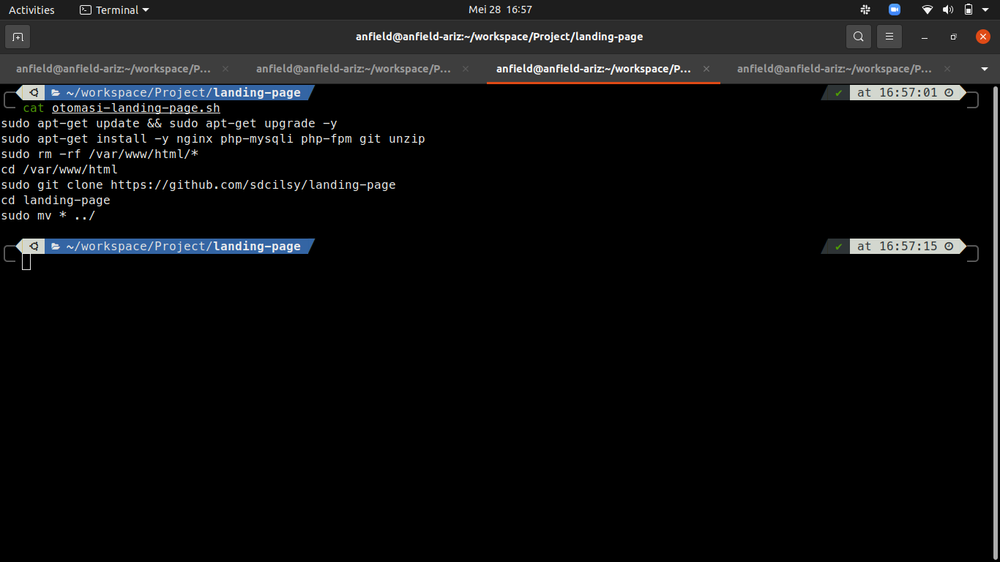 Activities
Terminal
Mei 28 16:57
anfield@anfield-ariz:~/workspace/Project/landing-page
anfield@anfield-ariz:~/workspace/P...
anfield@anfield-ariz:~/workspace/P...
anfield@anfield-ariz:~/workspace/P...
anfield@anfield-ariz:~/workspace/P...
~/workspace/Project/landing-page
at 16:57:01
cat otomasi-landing-page.sh
sudo apt-get update && sudo apt-get upgrade -y
sudo apt-get install -y nginx php-mysqli php-fpm git unzip
sudo rm -rf /var/www/html/*
cd /var/www/html
sudo git clone https://github.com/sdcilsy/landing-page
cd landing-page
sudo mv * ../
~/workspace/Project/landing-page
at 16:57:15